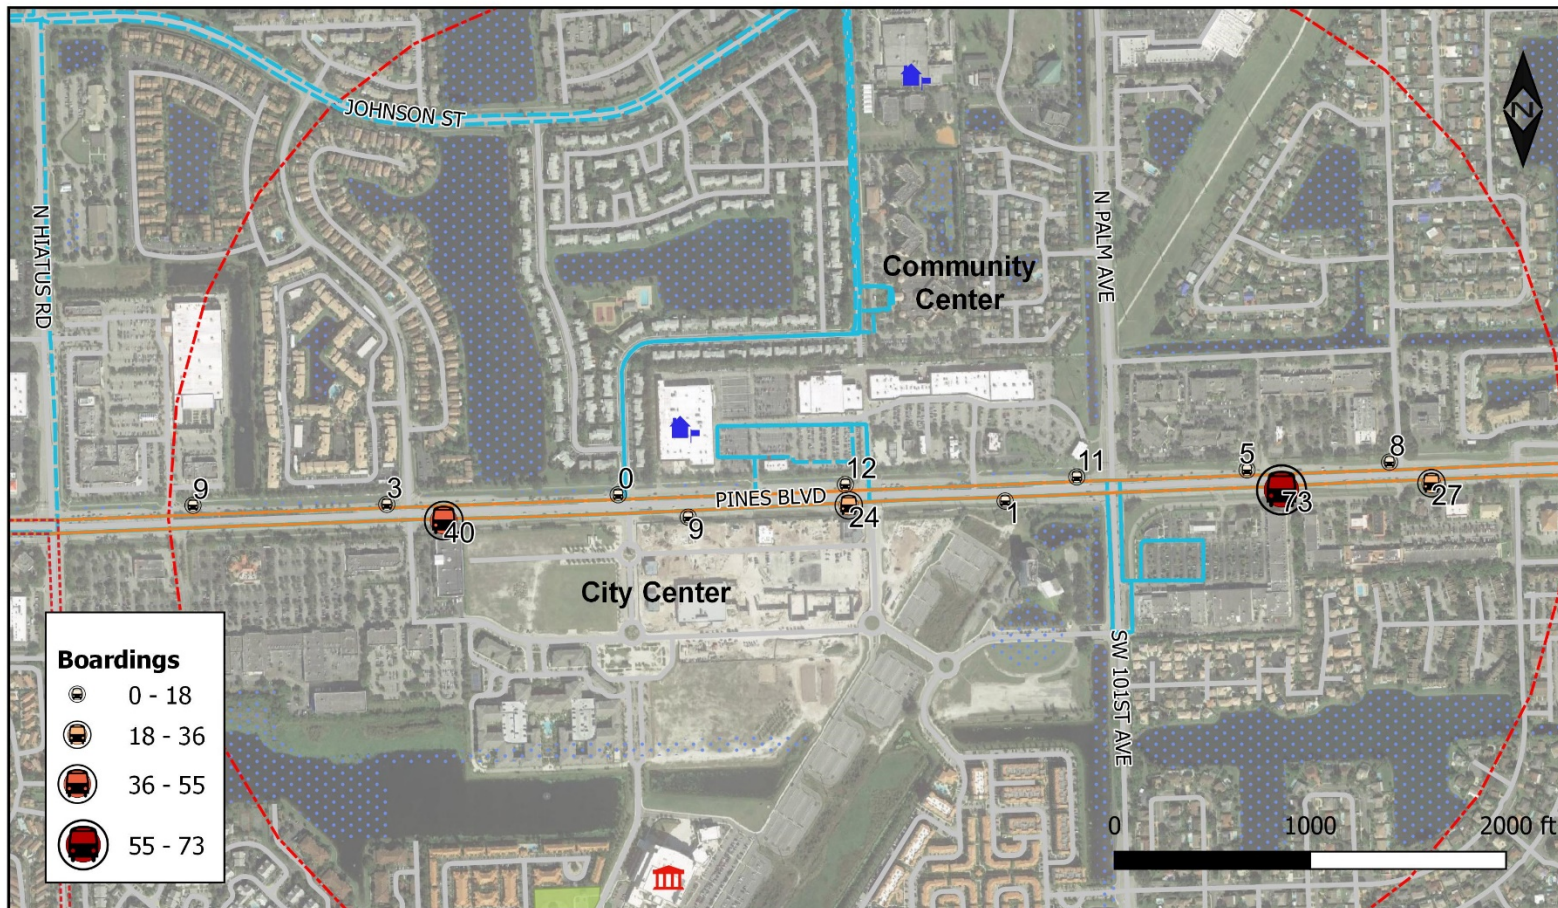 JOHNSON ST
N HIATUS RD
N PALM AVE
Community
Center
N
9
3
40
0
9
PINES BLVD
12
24
1
11
5
73
8
27
City Center
SW 101ST AVE
Boardings
0 - 18
18 - 36
36 - 55
55 - 73
0 1000 2000 ft